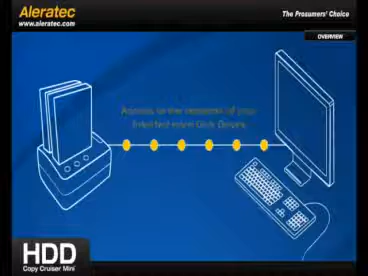 Aleratec
www.aleratec.com
The Prosumers' Choice
OVERVIEW
Access to the contents of your
Inserted Hard Disk Drives
HDD
Copy Cruiser Mini